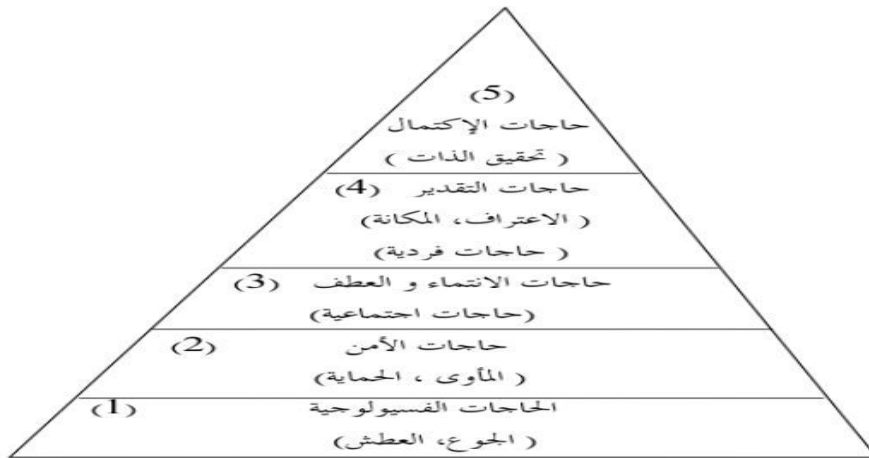 (5)
حاجات الإكتمال
( تحقيق الذات )
حاجات التقدير (4)
(الاعتراف، المكانة )
( حاجات فردية)
حاجات الانتماء و العطف (3)
(حاجات اجتماعية)
حاجات الأمن (2)
( المأوى ، الحماية)
الحاجات الفسيولوجية (1)
( الجوع، العطش)